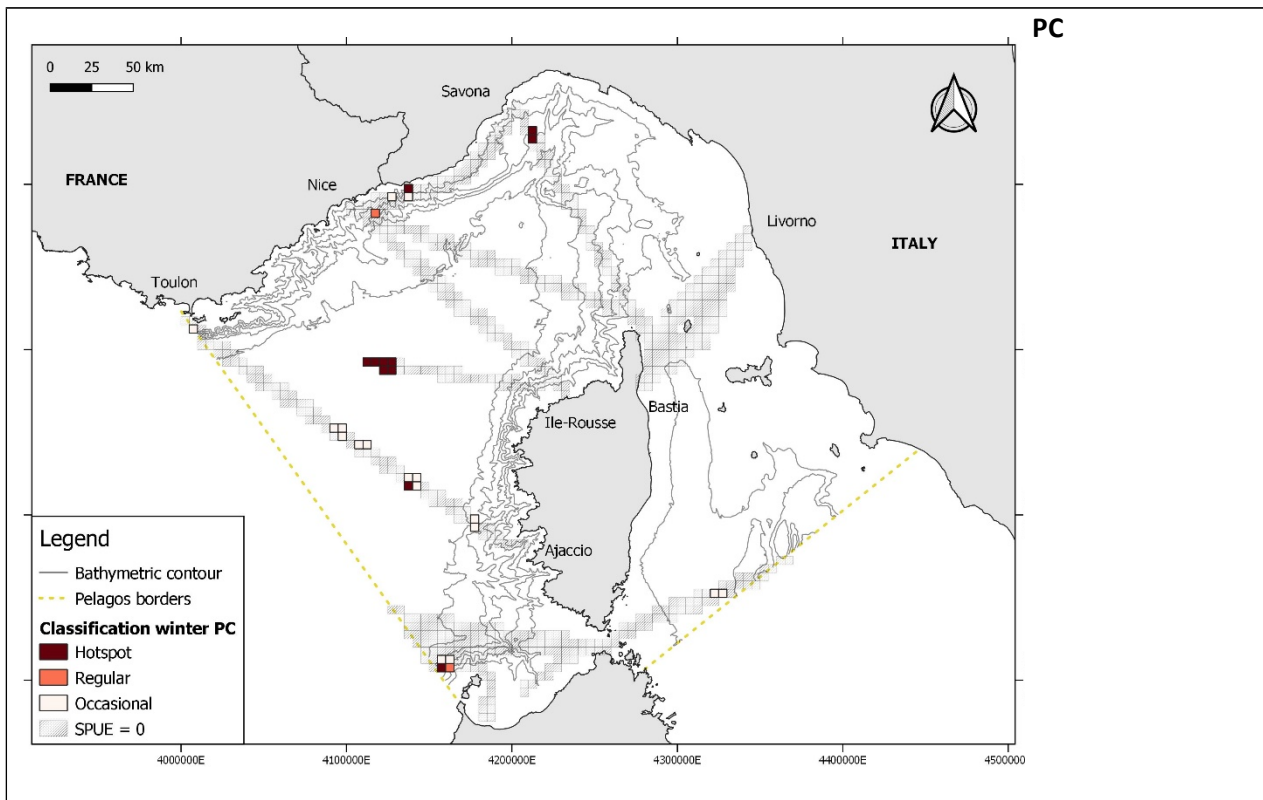 PC
0 25 50 km
Savona
FRANCE
Nice
Livorno
ITALY
Toulon
Bastia
Ile-Rousse
Ajaccio
Legend
Bathymetric contour
Pelagos borders
Classification winter PC
Hotspot
Regular
Occasional
SPUE = 0
4000000E 4100000E 4200000E 4300000E 4400000E 4500000E